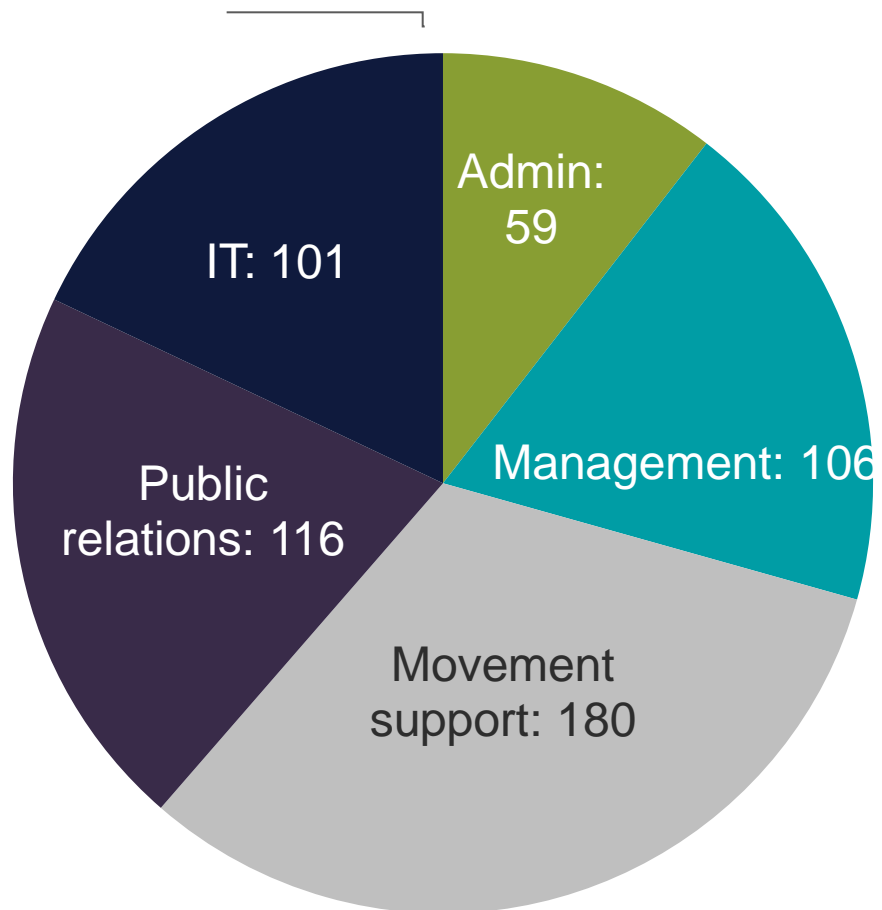 Admin:
59
IT: 101
Management: 106
Public
relations: 116
Movement
support: 180